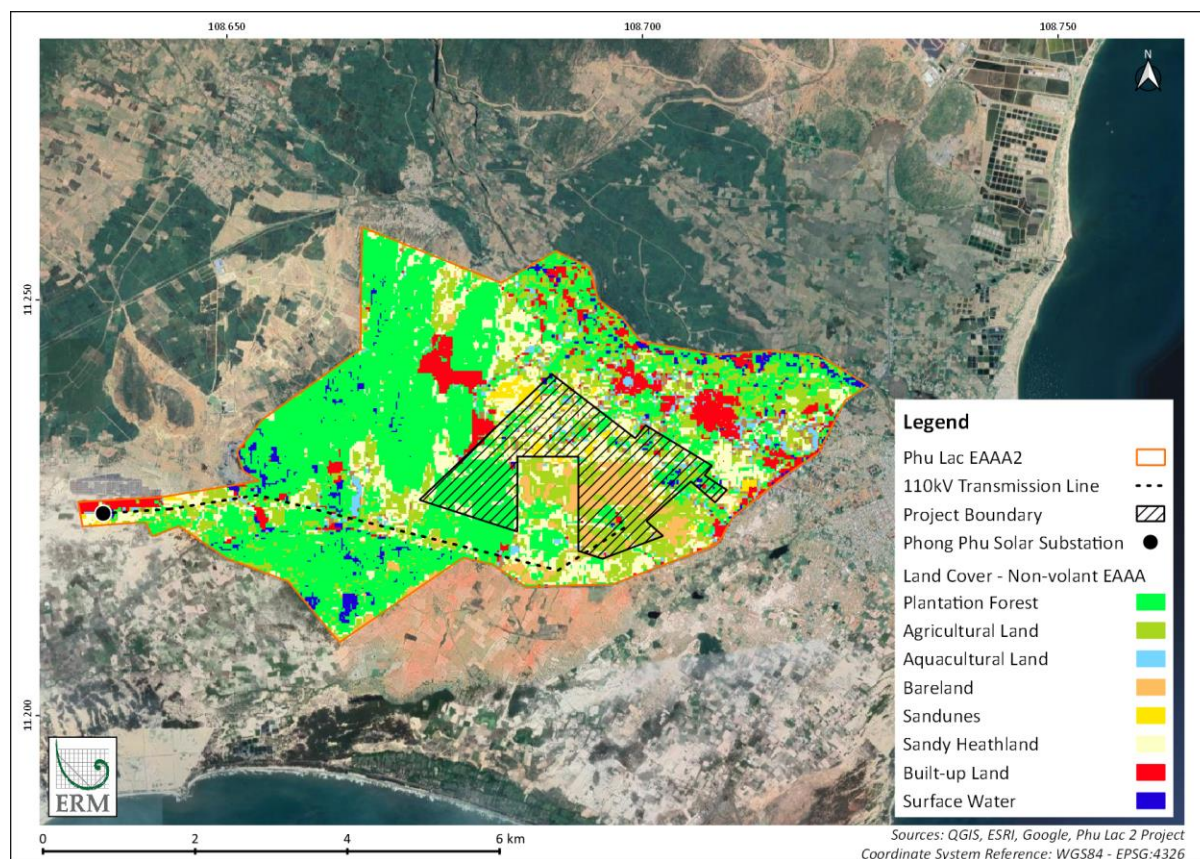 108.650
108.700
108.750
N
11.250
11.200
Legend
Phu Lac EAAA2
110kV Transmission Line
Project Boundary
Phong Phu Solar Substation
Land Cover - Non-volant EAAA
Plantation Forest
Agricultural Land
Aquacultural Land
Bareland
Sandunes
Sandy Heathland
Built-up Land
Surface Water
ERM
0 2 4 6 km
Sources: QGIS, ESRI, Google, Phu Lac 2 Project
Coordinate System Reference: WGS84 - EPSG:4326